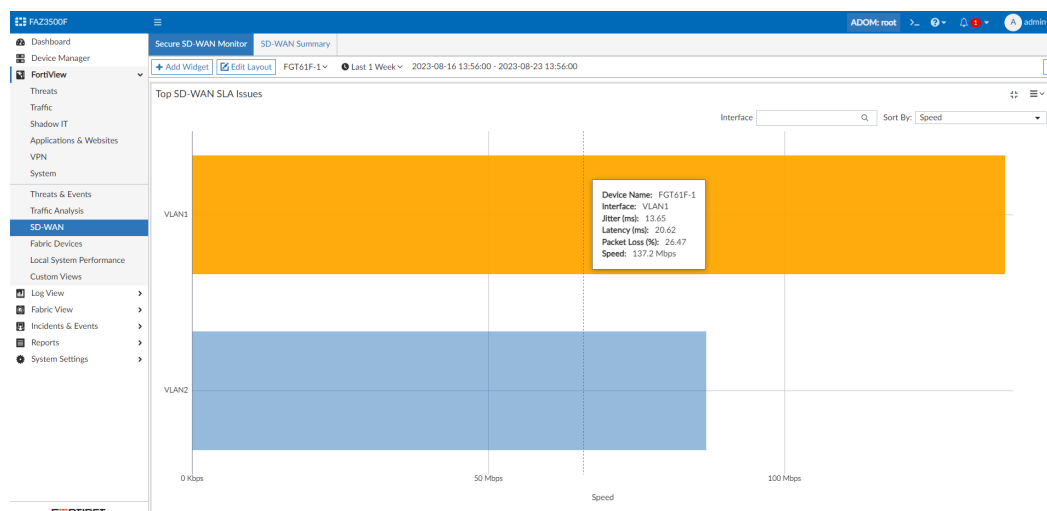 FAZ3500F
ADOM: root >_ 1 A admin
Dashboard
Device Manager
FortiView
Threats
Traffic
Shadow IT
Applications & Websites
VPN
System
Threats & Events
Traffic Analysis
SD-WAN
Fabric Devices
Local System Performance
Custom Views
Log View
Fabric View
Incidents & Events
Reports
System Settings
Secure SD-WAN Monitor SD-WAN Summary
+ Add Widget Edit Layout FGT61F-1 Last 1 Week 2023-08-16 13:56:00 - 2023-08-23 13:56:00
Top SD-WAN SLA Issues
Interface Sort By: Speed
VLAN1
Device Name: FGT61F-1
Interface: VLAN1
Jitter (ms): 13.65
Latency (ms): 20.62
Packet Loss (%): 26.47
Speed: 137.2 Mbps
VLAN2
0 Kbps 50 Mbps 100 Mbps
Speed